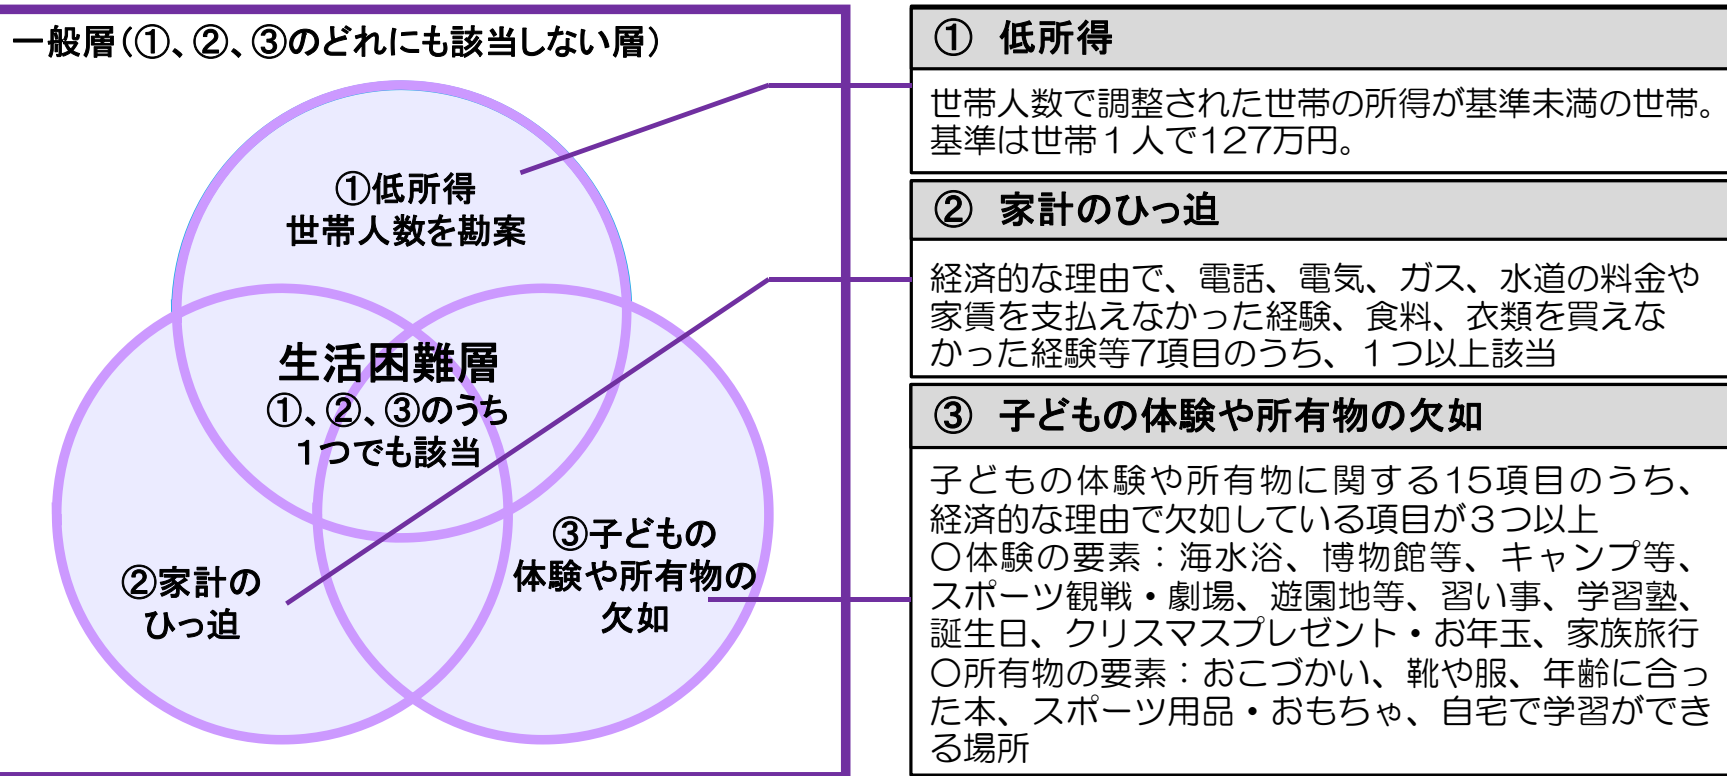 一般層(①、②、③のどれにも該当しない層)
①低所得
世帯人数を勘案
生活困難層
①、②、③のうち
1つでも該当
②家計の
ひっ迫
③子どもの
体験や所有物の
欠如
① 低所得
世帯人数で調整された世帯の所得が基準未満の世帯。
基準は世帯1人で127万円。
② 家計のひっ迫
経済的な理由で、電話、電気、ガス、水道の料金や
家賃を支払えなかった経験、食料、衣類を買えな
かった経験等7項目のうち、1つ以上該当
③ 子どもの体験や所有物の欠如
子どもの体験や所有物に関する15項目のうち、
経済的な理由で欠如している項目が3つ以上
〇体験の要素：海水浴、博物館等、キャンプ等、
スポーツ観戦・劇場、遊園地等、習い事、学習塾、
誕生日、クリスマスプレゼント・お年玉、家族旅行
〇所有物の要素：おこづかい、靴や服、年齢に合っ
た本、スポーツ用品・おもちゃ、自宅で学習ができ
る場所